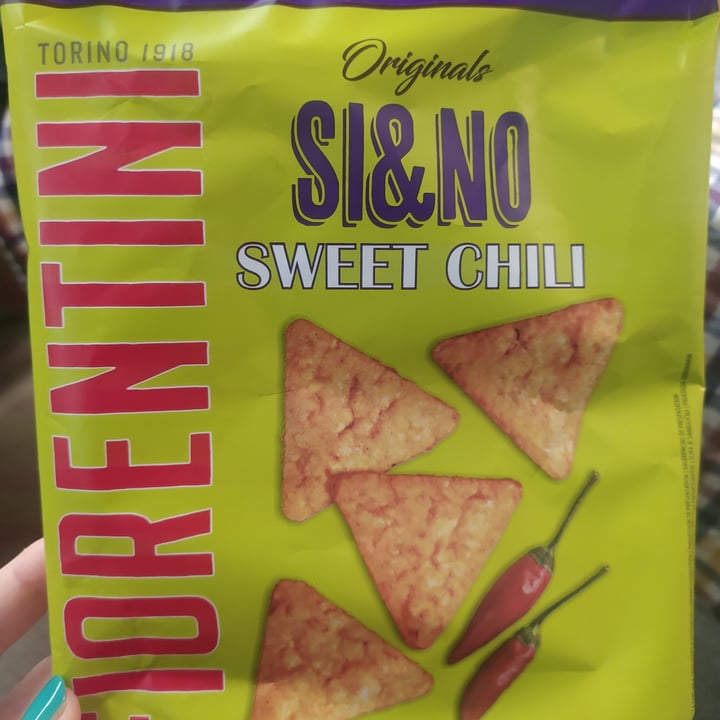 TORINO 1918
FIORENTINI
Originals
SI&NO
SWEET CHILI